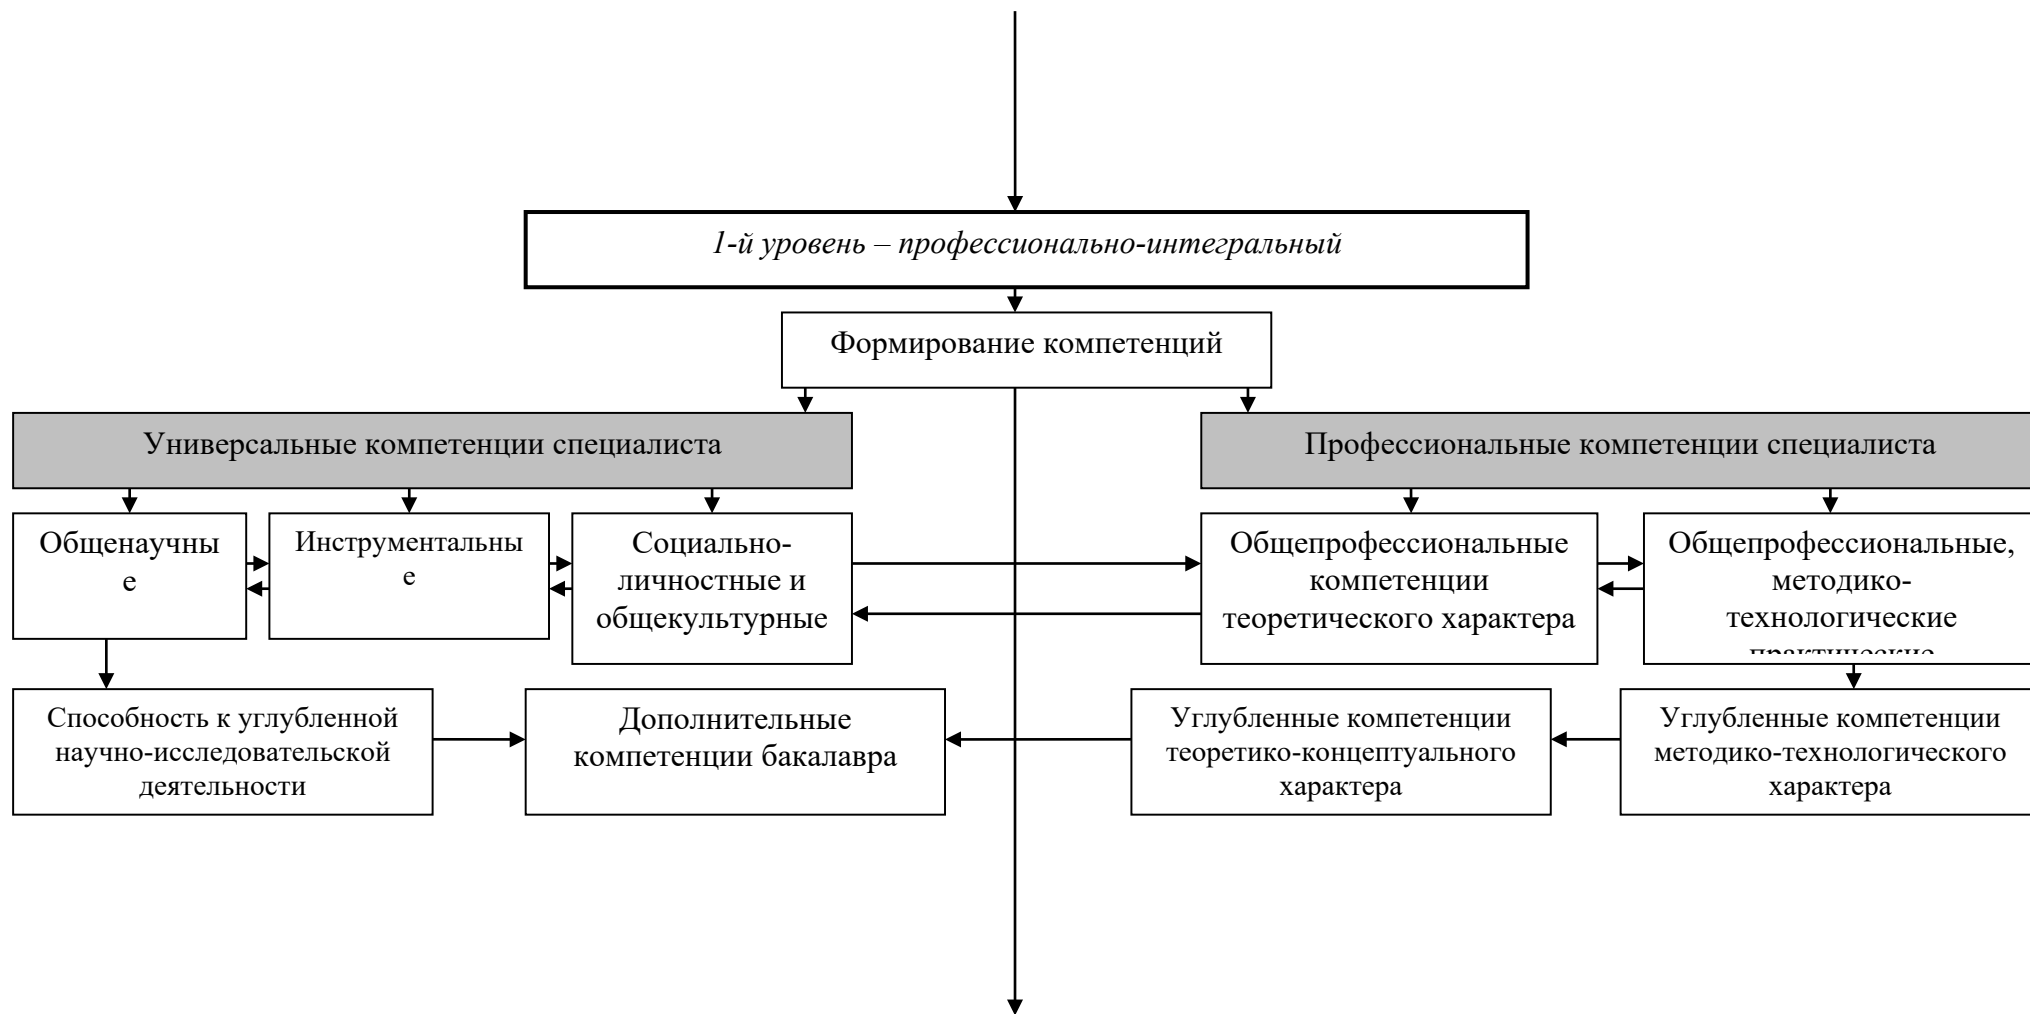 1-й уровень – профессионально-интегральный
Формирование компетенций
Универсальные компетенции специалиста
Профессиональные компетенции специалиста
Общенаучны
е
Инструментальны
е
Социально-
личностные и
общекультурные
Общепрофессиональные
компетенции
теоретического характера
Общепрофессиональные,
методико-
технологические
практические
Способность к углубленной
научно-исследовательской
деятельности
Дополнительные
компетенции бакалавра
Углубленные компетенции
теоретико-концептуального
характера
Углубленные компетенции
методико-технологического
характера